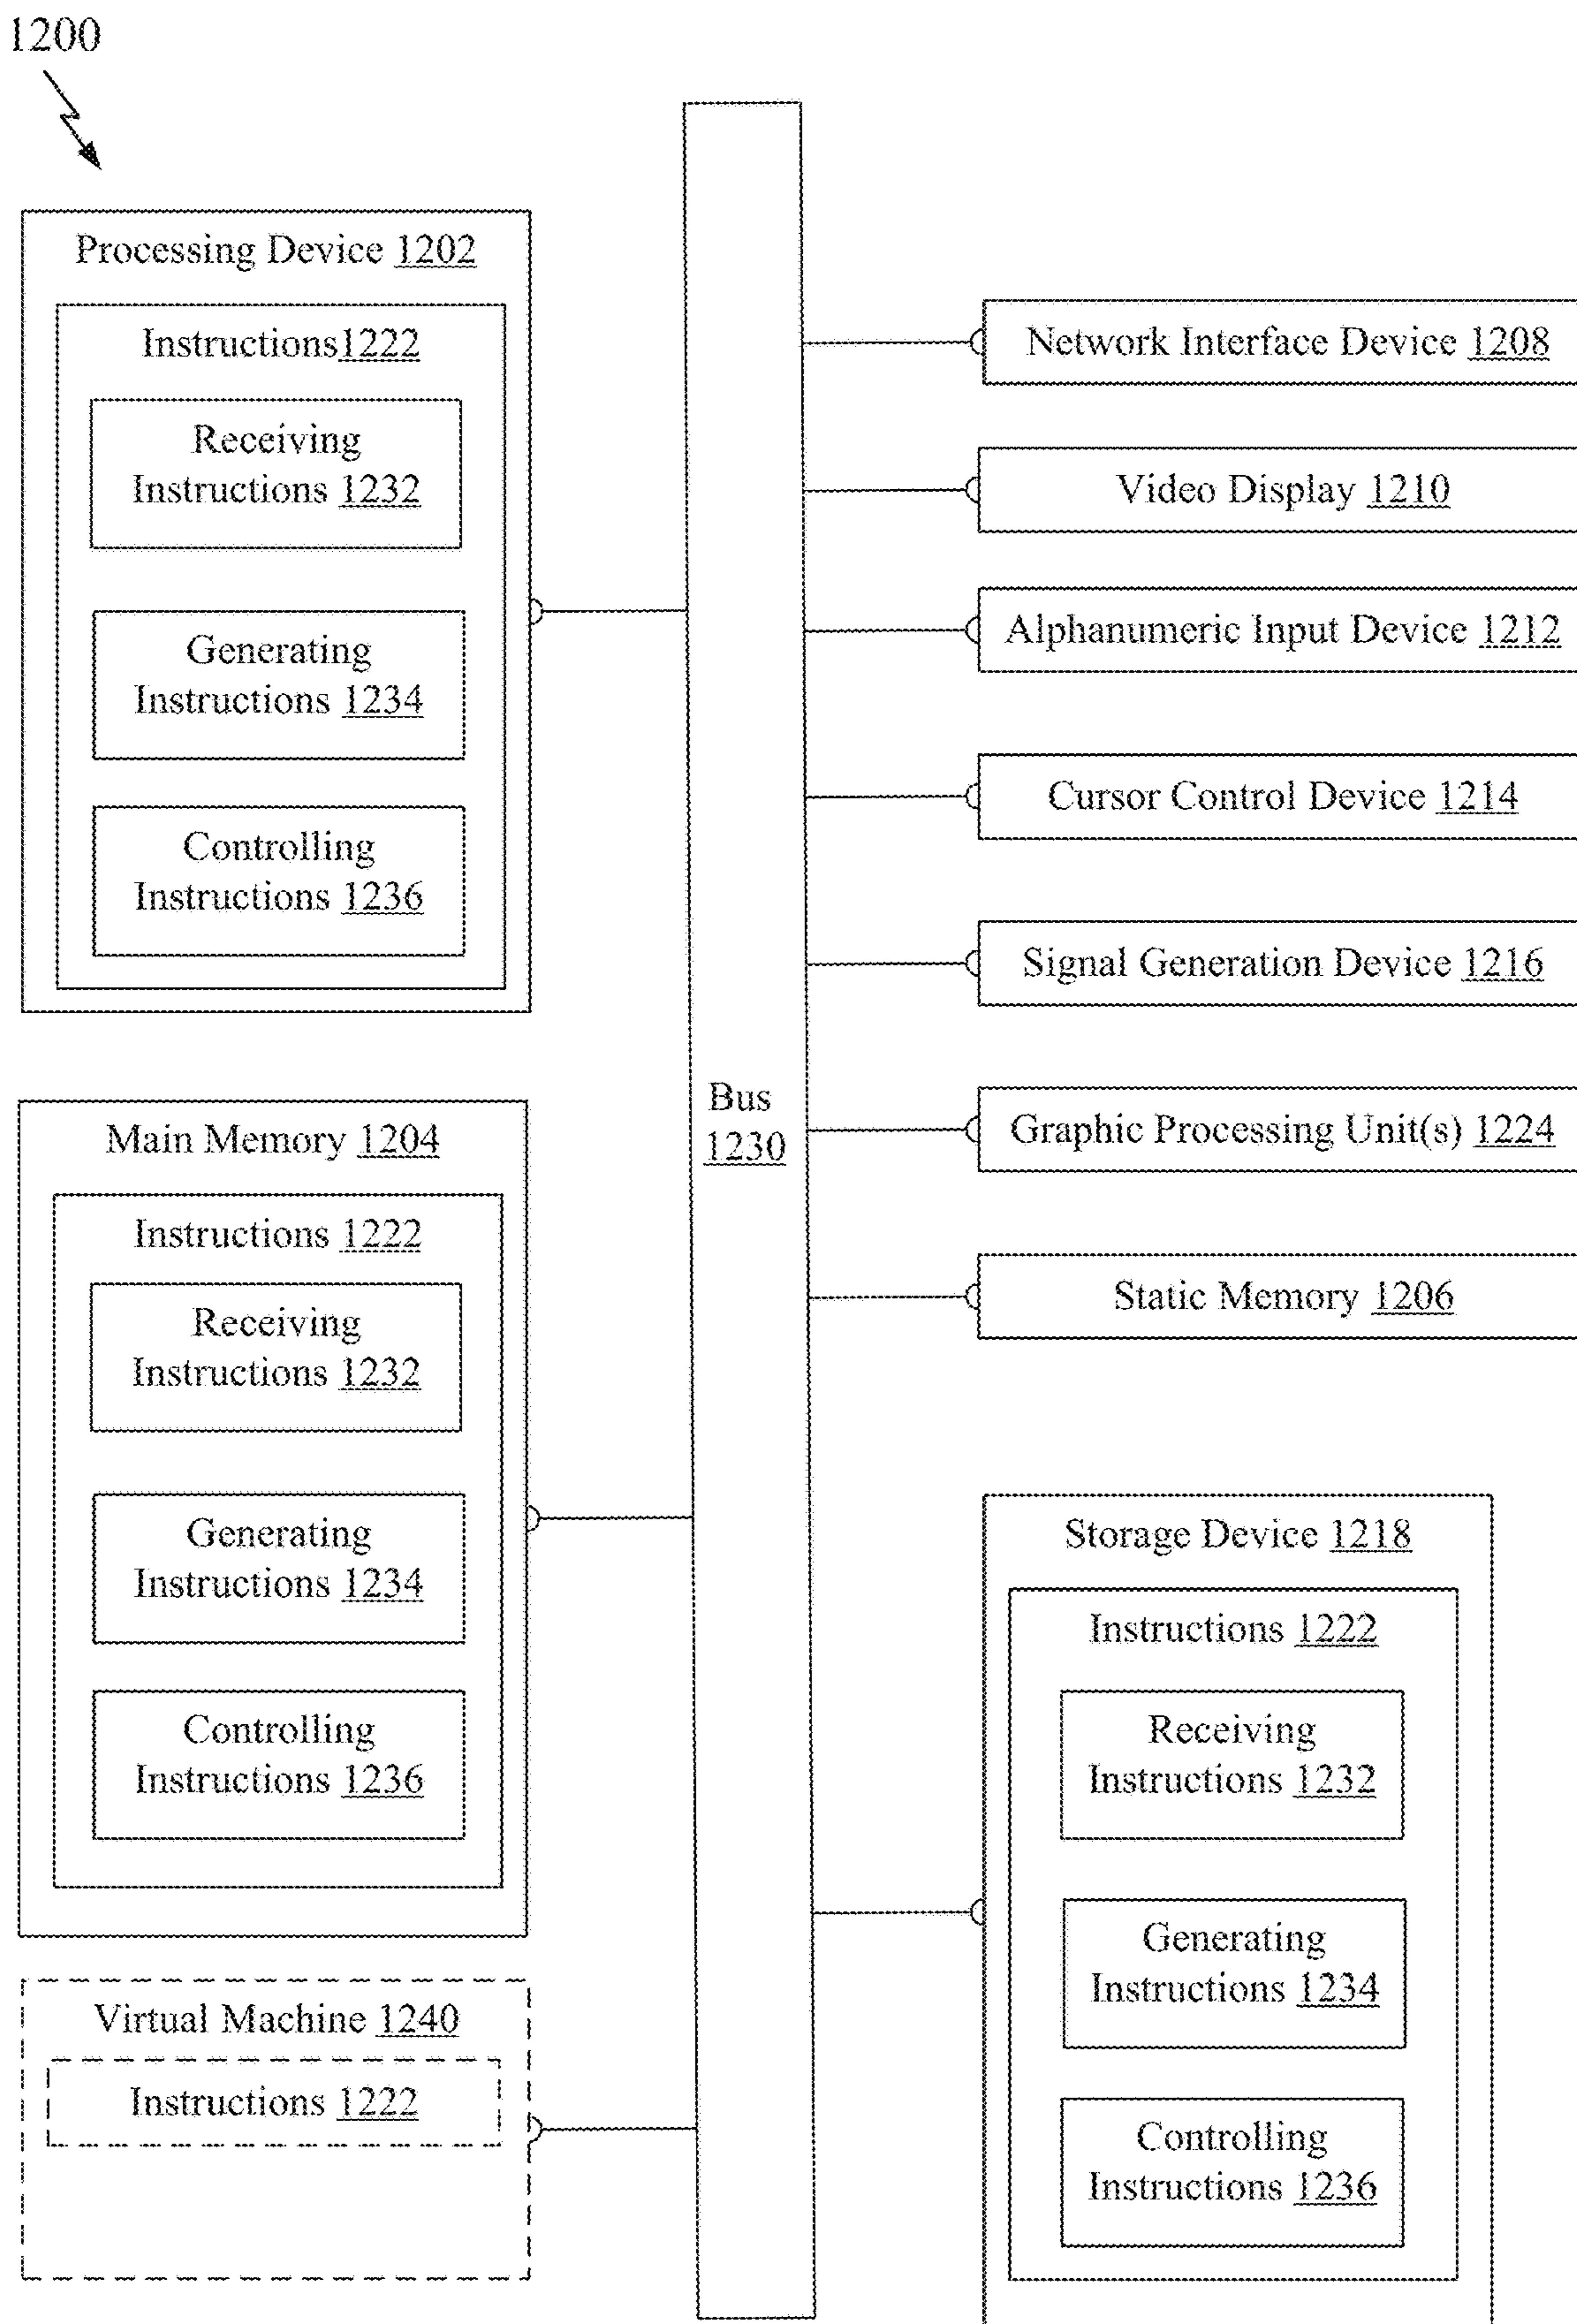 1200
Processing Device 1202
Instructions1222
Receiving
Instructions 1232
Generating
Instructions 1234
Controlling
Instructions 1236
Main Memory 1204
Instructions 1222
Receiving
Instructions 1232
Generating
Instructions 1234
Controlling
Instructions 1236
Virtual Machine 1240
Instructions 1222
Bus
1230
Network Interface Device 1208
Video Display 1210
Alphanumeric Input Device 1212
Cursor Control Device 1214
Signal Generation Device 1216
Graphic Processing Unit(s) 1224
Static Memory 1206
Storage Device 1218
Instructions 1222
Receiving
Instructions 1232
Generating
Instructions 1234
Controlling
Instructions 1236